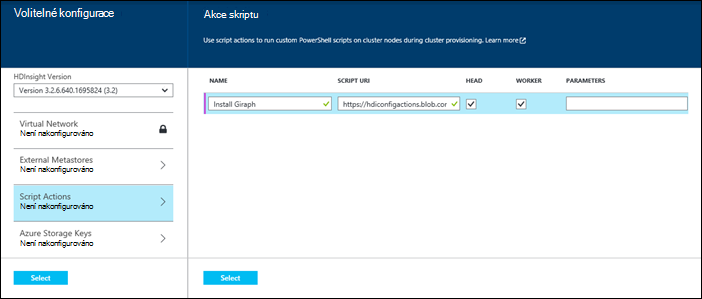 Volitelné konfigurace
HDInsight Version
Version 3.2.6.640.1695824 (3.2)
Virtual Network
Není nakonfigurováno
External Metastores
Není nakonfigurováno
Script Actions
Není nakonfigurováno
Azure Storage Keys
Není nakonfigurováno
Select
Akce skriptu
Use script actions to run custom PowerShell scripts on cluster nodes during cluster provisioning. Learn more
NAME SCRIPT URI HEAD WORKER PARAMETERS
Install Giraph https://hdiconfigactions.blob.cor
Select